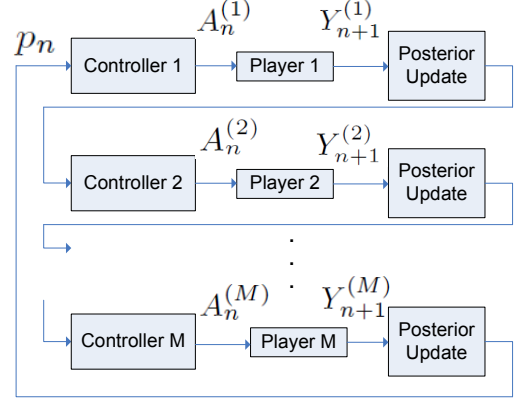 p_n
A_n^{(1)}
Y_{n+1}^{(1)}
Controller 1
Player 1
Posterior
Update
A_n^{(2)}
Y_{n+1}^{(2)}
Controller 2
Player 2
Posterior
Update
.
.
.
A_n^{(M)}
Y_{n+1}^{(M)}
Controller M
Player M
Posterior
Update